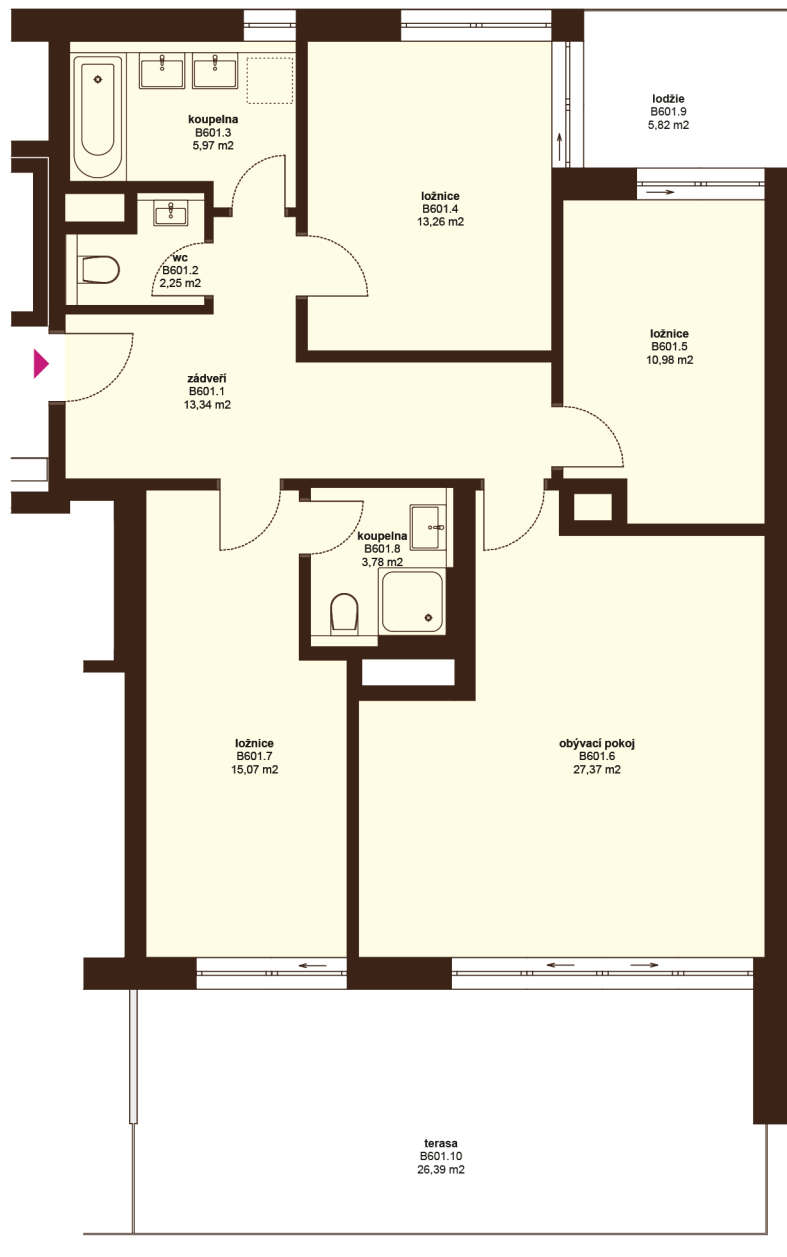 koupelna
B601.3
5,97 m2
lodžie
B601.9
5,82 m2
ložnice
B601.4
13,26 m2
wc
B601.2
2,25 m2
ložnice
B601.5
10,98 m2
zádveří
B601.1
13,34 m2
koupelna
B601.8
3,78 m2
ložnice
B601.7
15,07 m2
obývací pokoj
B601.6
27,37 m2
terasa
B601.10
26,39 m2